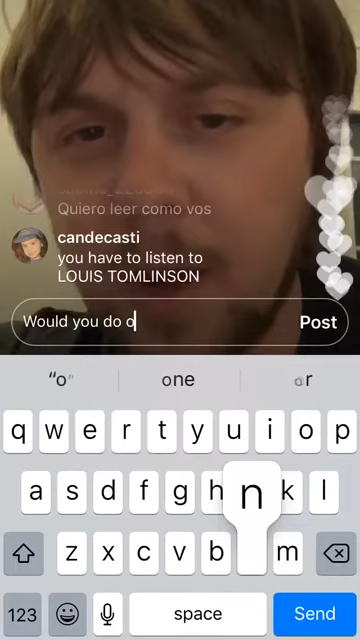 Quiero leer como vos
candecasti
you have to listen to
LOUIS TOMLINSON
Would you do o
Post
“o”
one
or
q w e r t y u i o p
a s d f g h n k l
z x c v b m
123
space
Send